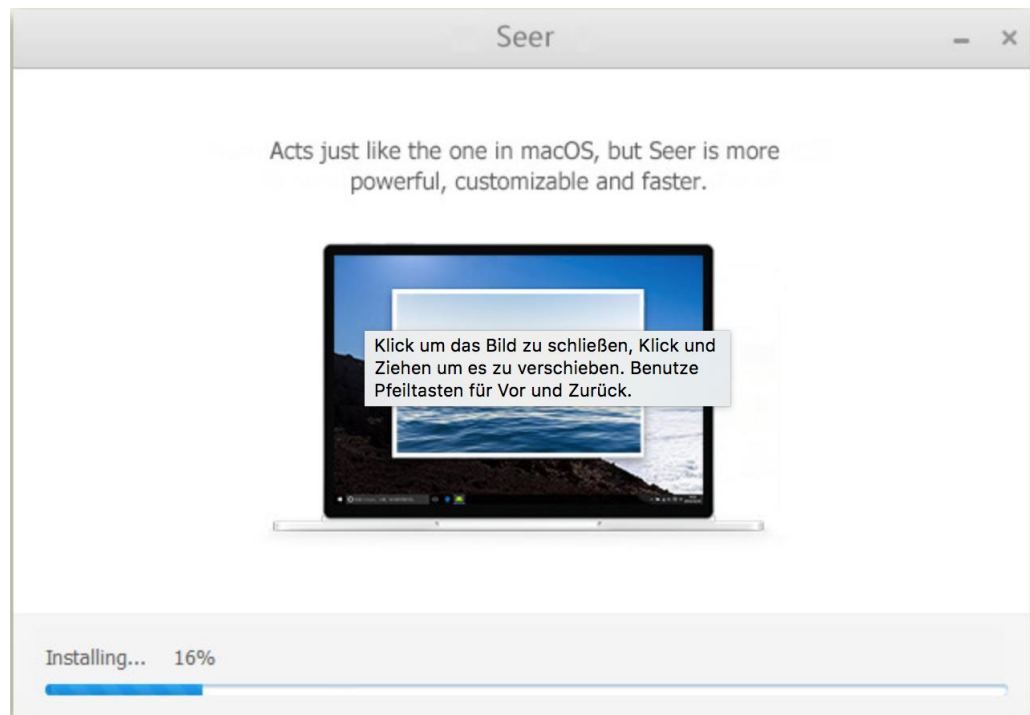 Seer
Acts just like the one in macOS, but Seer is more
powerful, customizable and faster.
Klick um das Bild zu schließen, Klick und
Ziehen um es zu verschieben. Benutze
Pfeiltasten für Vor und Zurück.
Installing... 16%